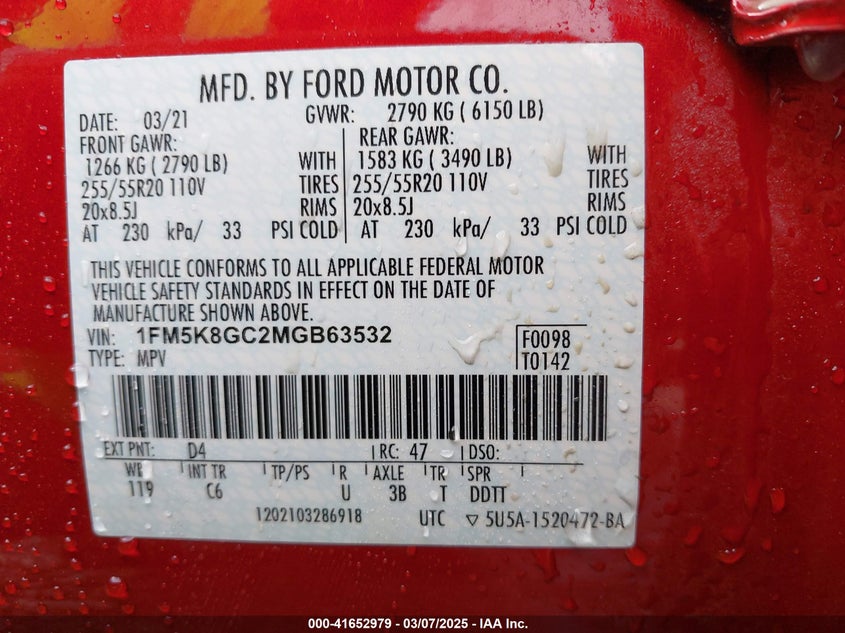 MFD. BY FORD MOTOR CO.
DATE: 03/21 GVWR: 2790 KG ( 6150 LB)
FRONT GAWR: REAR GAWR:
1266 KG ( 2790 LB) WITH 1583 KG ( 3490 LB) WITH
255/55R20 110V TIRES 255/55R20 110V TIRES
20x8.5J RIMS 20x8.5J RIMS
AT 230 kPa/ 33 PSI COLD AT 230 kPa/ 33 PSI COLD
THIS VEHICLE CONFORMS TO ALL APPLICABLE FEDERAL MOTOR
VEHICLE SAFETY STANDARDS IN EFFECT ON THE DATE OF
MANUFACTURE SHOWN ABOVE.
VIN: 1FM5K8GC2MGB63532 F0098
TYPE: MPV T0142
EXT PNT: D4 RC: 47 DSO:
WB INT TR TP/PS R AXLE TR SPR
119 C6 U 3B T DDTT
1202103286918 UTC ▽ 5U5A-1520472-BA
000-41652979 - 03/07/2025 - IAA Inc.